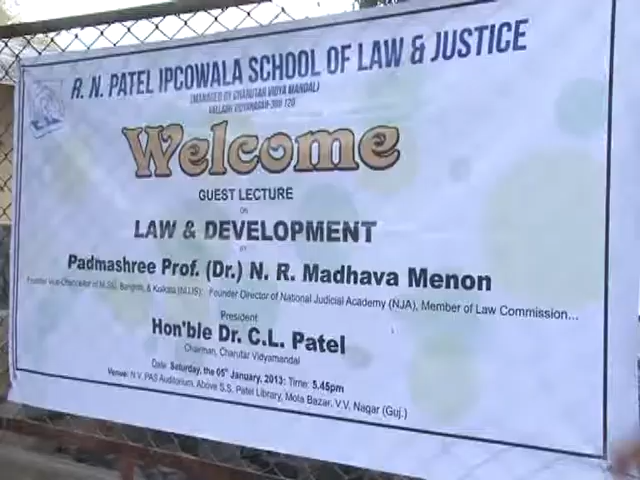 R. N. PATEL IPCOWALA SCHOOL OF LAW & JUSTICE
(MANAGED BY CHARUTAR VIDYA MANDAL)
VALLABH VIDYANAGAR-388 120
Welcome
GUEST LECTURE
ON
LAW & DEVELOPMENT
BY
Padmashree Prof. (Dr.) N. R. Madhava Menon
Founder Vice-Chancellor of NLSIU, & Kolkata (NUJS) Founder Director of National Judicial Academy (NJA), Member of Law Commission...
President
Hon'ble Dr. C.L. Patel
Chairman, Charutar Vidyamandal
Date: Saturday, the 05th January, 2013: Time: 5.45pm
Venue: N.V. PAS Auditorium, Above S.S. Patel Library, Mota Bazar, V.V. Nagar (Guj.)